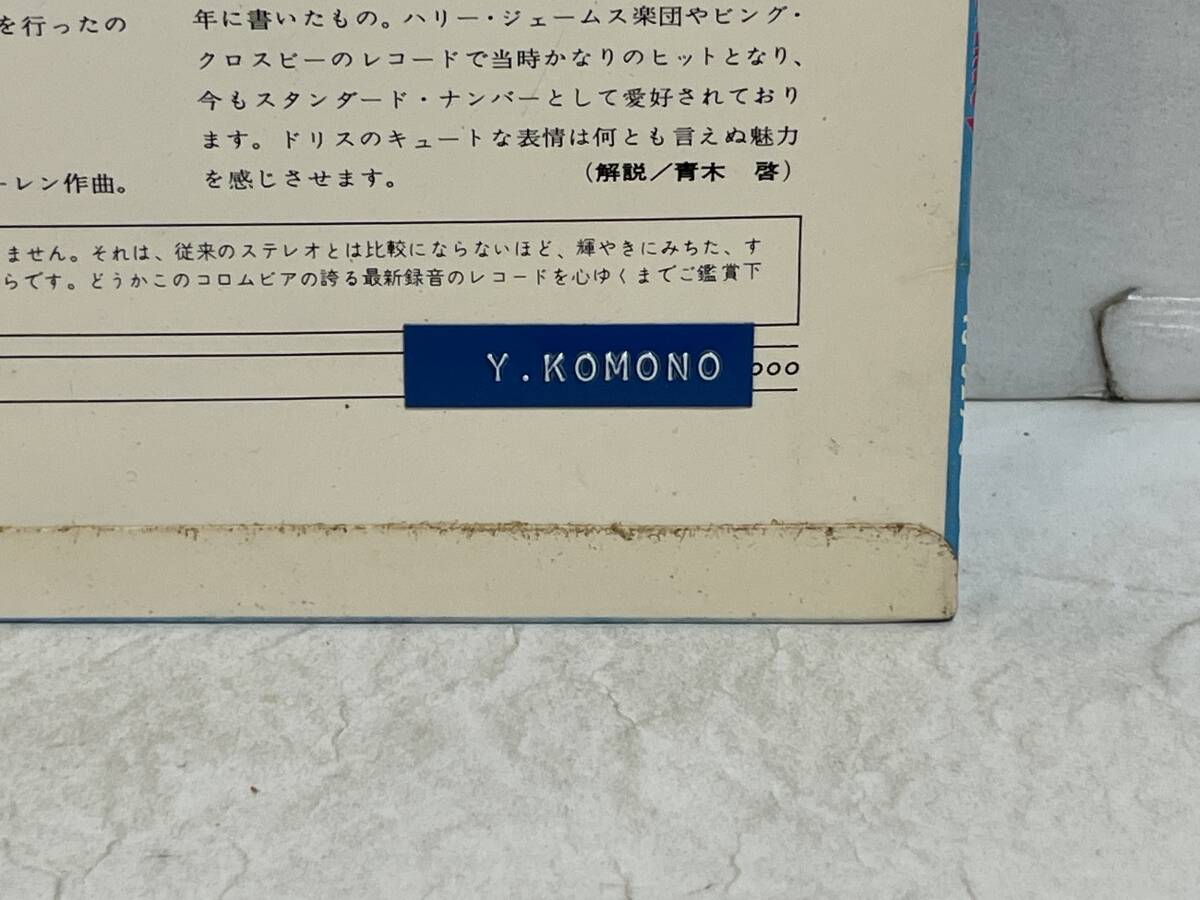 を行ったの
ーレン作曲。
年に書いたもの。ハリー・ジェームス楽団やビング・
クロスビーのレコードで当時かなりのヒットとなり、
今もスタンダード・ナンバーとして愛好されており
ます。ドリスのキュートな表情は何とも言えぬ魅力
を感じさせます。 (解説/青木 啓)
ません。それは、従来のステレオとは比較にならないほど、輝やきにみちた、す
らです。どうかこのコロムビアの誇る最新録音のレコードを心ゆくまでご鑑賞下
Y.KOMONO
000